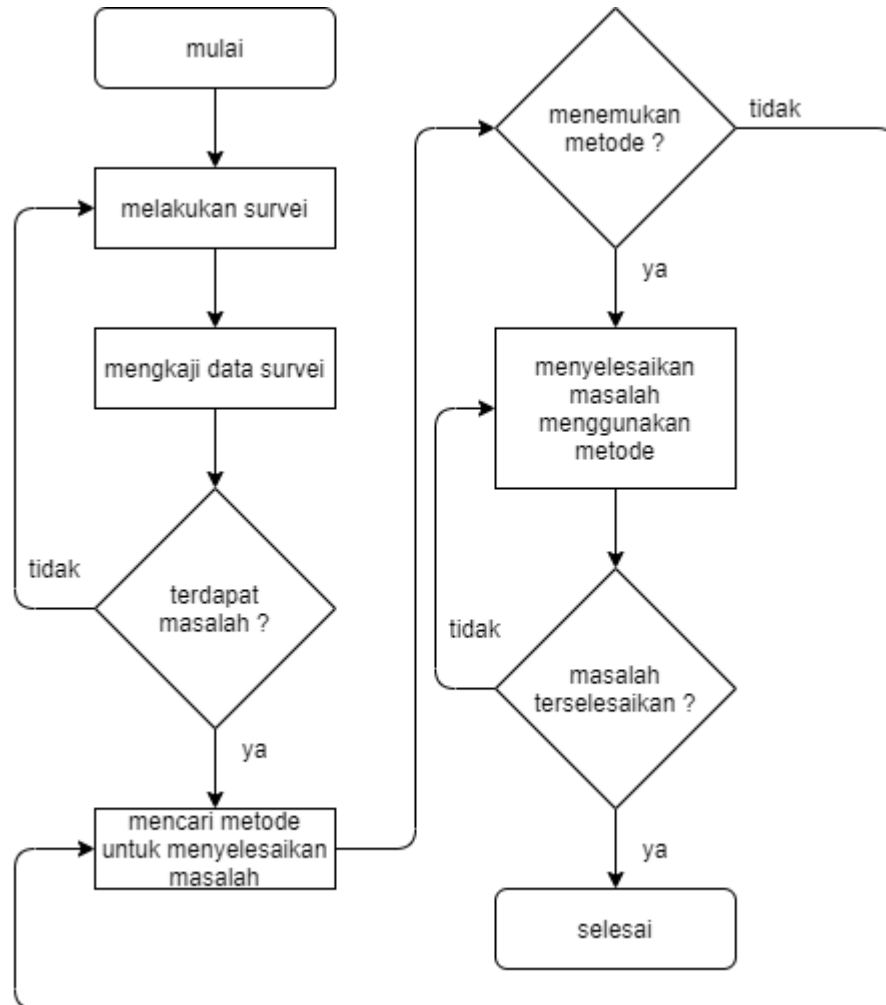 mulai
melakukan survei
mengkaji data survei
tidak
terdapat
masalah ?
ya
mencari metode
untuk menyelesaikan
masalah
menemukan
metode ?
tidak
ya
menyelesaikan
masalah
menggunakan
metode
tidak
masalah
terselesaikan ?
ya
selesai